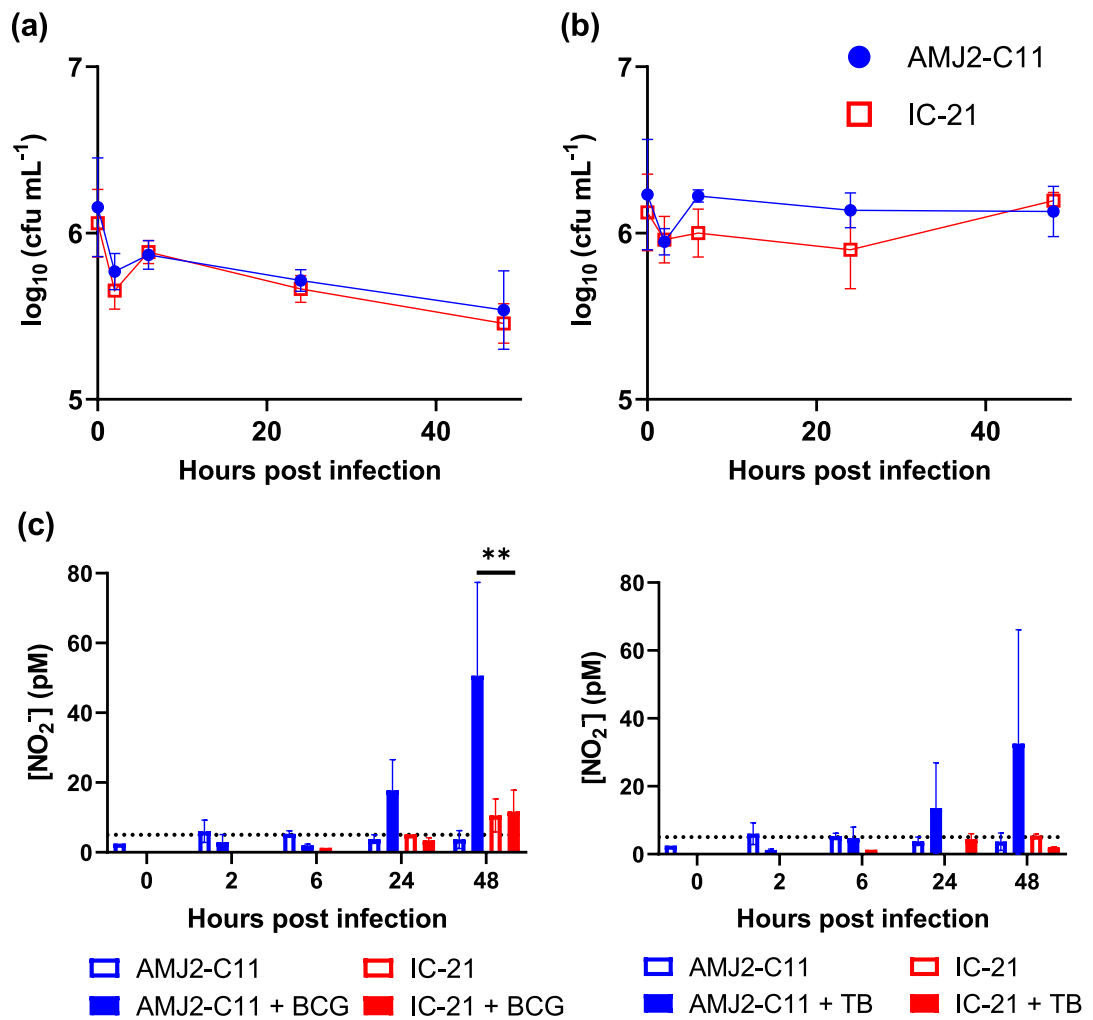 (a)
7
6
5
log₁₀ (cfu mL⁻¹)
0 20 40
Hours post infection
(b)
7
6
5
log₁₀ (cfu mL⁻¹)
0 20 40
Hours post infection
AMJ2-C11
IC-21
(c)
**
80
60
40
20
0
[NO₂⁻] (pM)
0 2 6 24 48
Hours post infection
AMJ2-C11 IC-21
AMJ2-C11 + BCG IC-21 + BCG
80
60
40
20
0
[NO₂⁻] (pM)
0 2 6 24 48
Hours post infection
AMJ2-C11 IC-21
AMJ2-C11 + TB IC-21 + TB